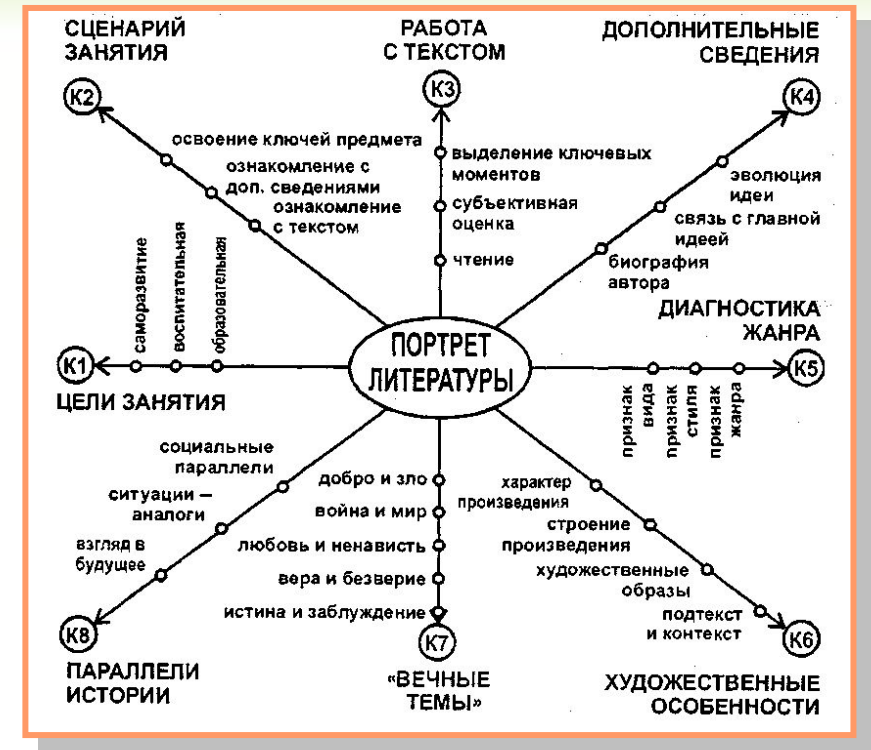 СЦЕНАРИЙ
ЗАНЯТИЯ
К2
освоение ключей предмета
ознакомление с
доп. сведениями
ознакомление
с текстом
РАБОТА
С ТЕКСТОМ
К3
выделение ключевых
моментов
субъективная
оценка
чтение
ДОПОЛНИТЕЛЬНЫЕ
СВЕДЕНИЯ
К4
эволюция
идеи
связь с главной
идеей
биография
автора
саморазвитие
воспитательная
образовательная
К1
ЦЕЛИ ЗАНЯТИЯ
ПОРТРЕТ
ЛИТЕРАТУРЫ
ДИАГНОСТИКА
ЖАНРА
К5
признак
вида
признак
стиля
признак
жанра
социальные
параллели
ситуации –
аналоги
взгляд в
будущее
К8
ПАРАЛЛЕЛИ
ИСТОРИИ
добро и зло
война и мир
любовь и ненависть
вера и безверие
истина и заблуждение
К7
«ВЕЧНЫЕ
ТЕМЫ»
характер
произведения
строение
произведения
художественные
образы
подтекст
и контекст
К6
ХУДОЖЕСТВЕННЫЕ
ОСОБЕННОСТИ